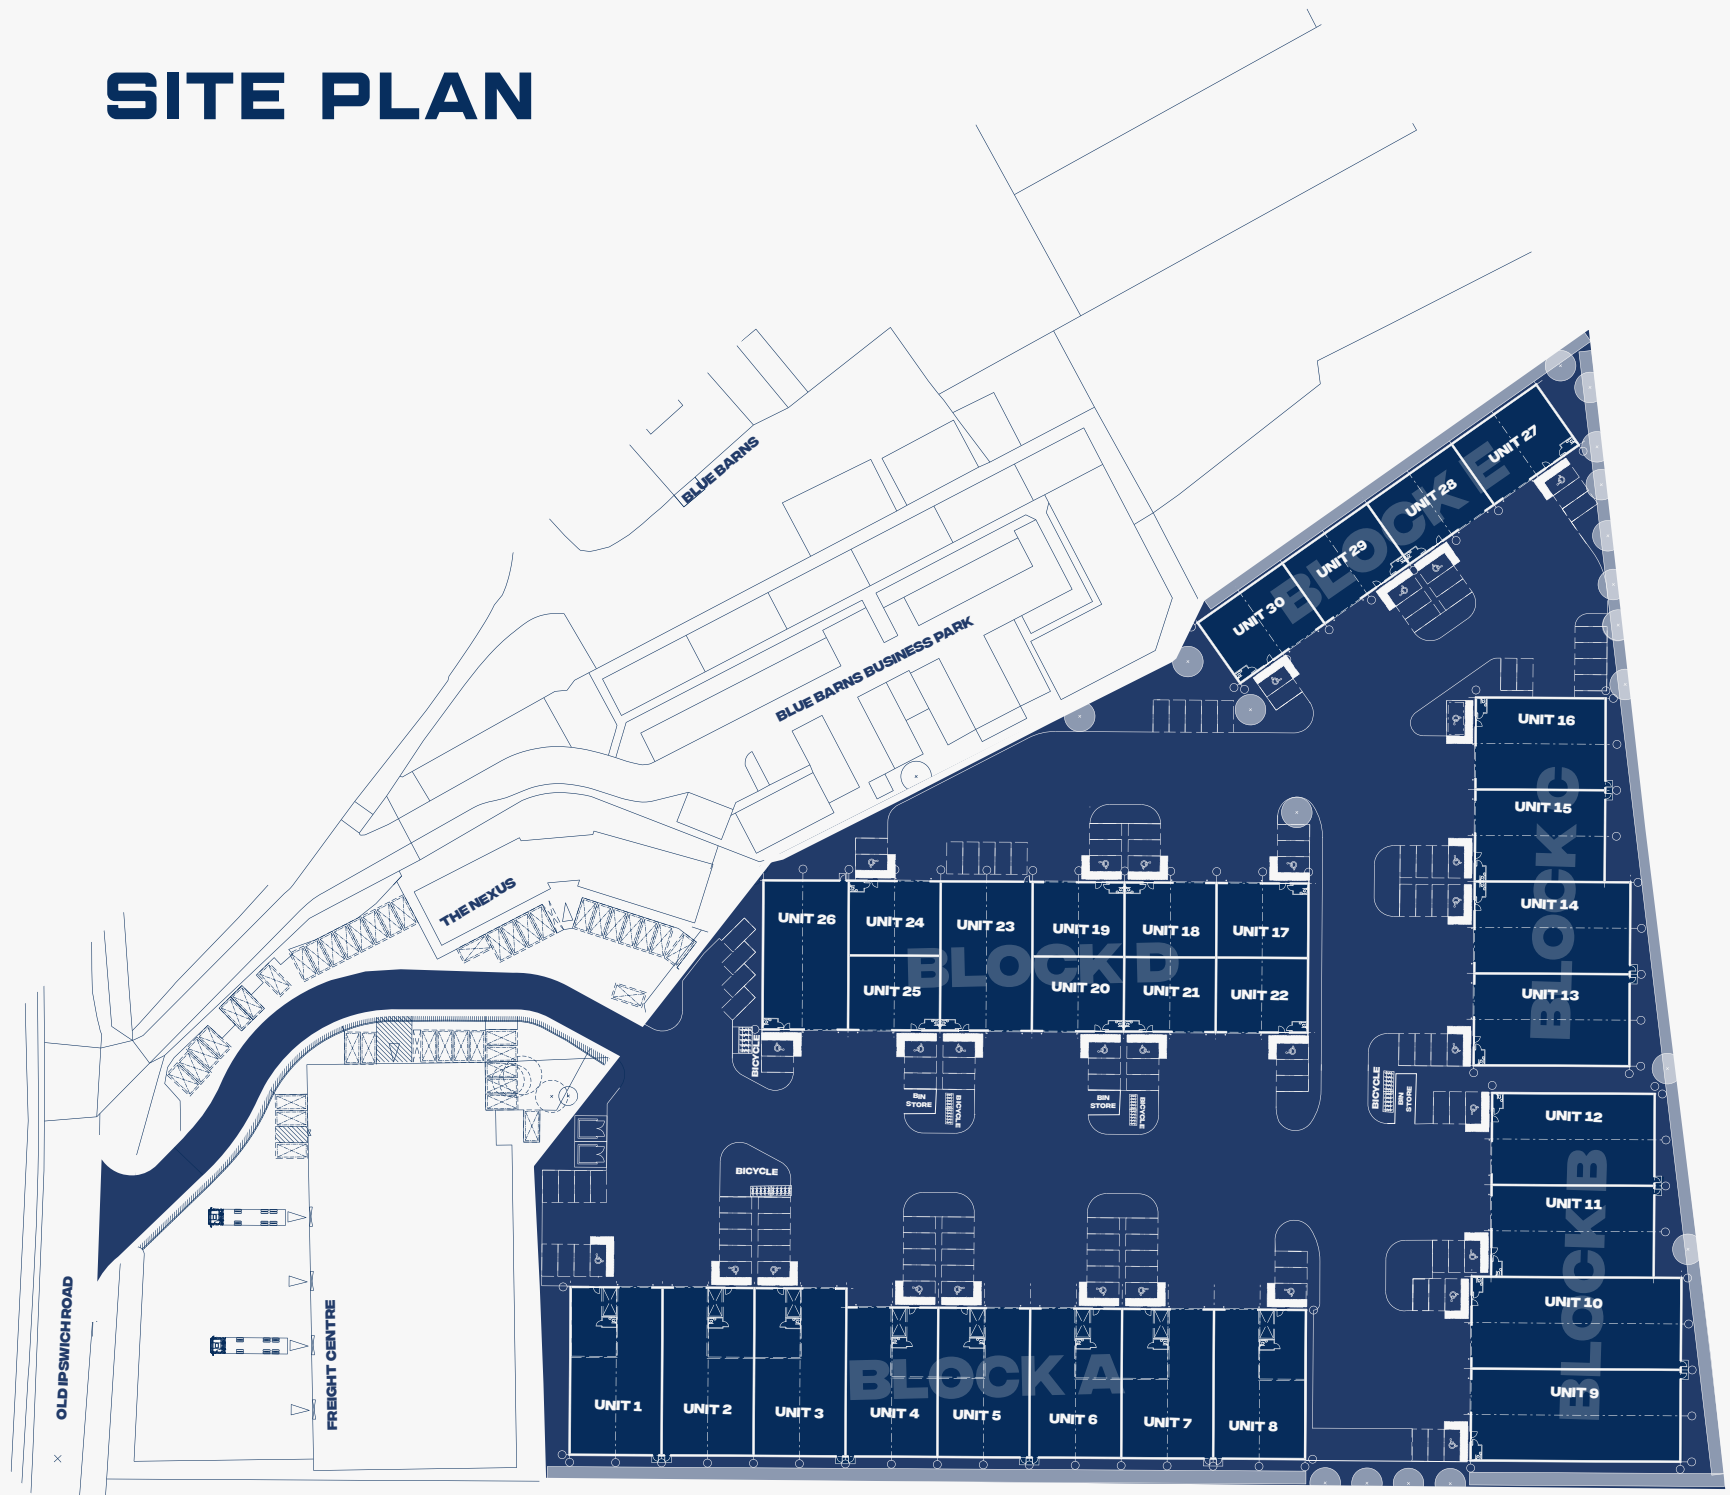 SITE PLAN
BLUE BARNS
BLUE BARNS BUSINESS PARK
THE NEXUS
OLD IPSWICH ROAD
FREIGHT CENTRE
BLOCK E
UNIT 27
UNIT 28
UNIT 29
UNIT 30
BLOCK C
UNIT 16
UNIT 15
UNIT 14
UNIT 13
BLOCK D
UNIT 26
UNIT 24
UNIT 23
UNIT 19
UNIT 18
UNIT 17
UNIT 25
UNIT 20
UNIT 21
UNIT 22
BICYCLE
BIN
STORE
BICYCLE
BIN
STORE
BICYCLE
BICYCLE
BIN
STORE
BLOCK B
UNIT 12
UNIT 11
UNIT 10
UNIT 9
BICYCLE
BLOCK A
UNIT 1
UNIT 2
UNIT 3
UNIT 4
UNIT 5
UNIT 6
UNIT 7
UNIT 8